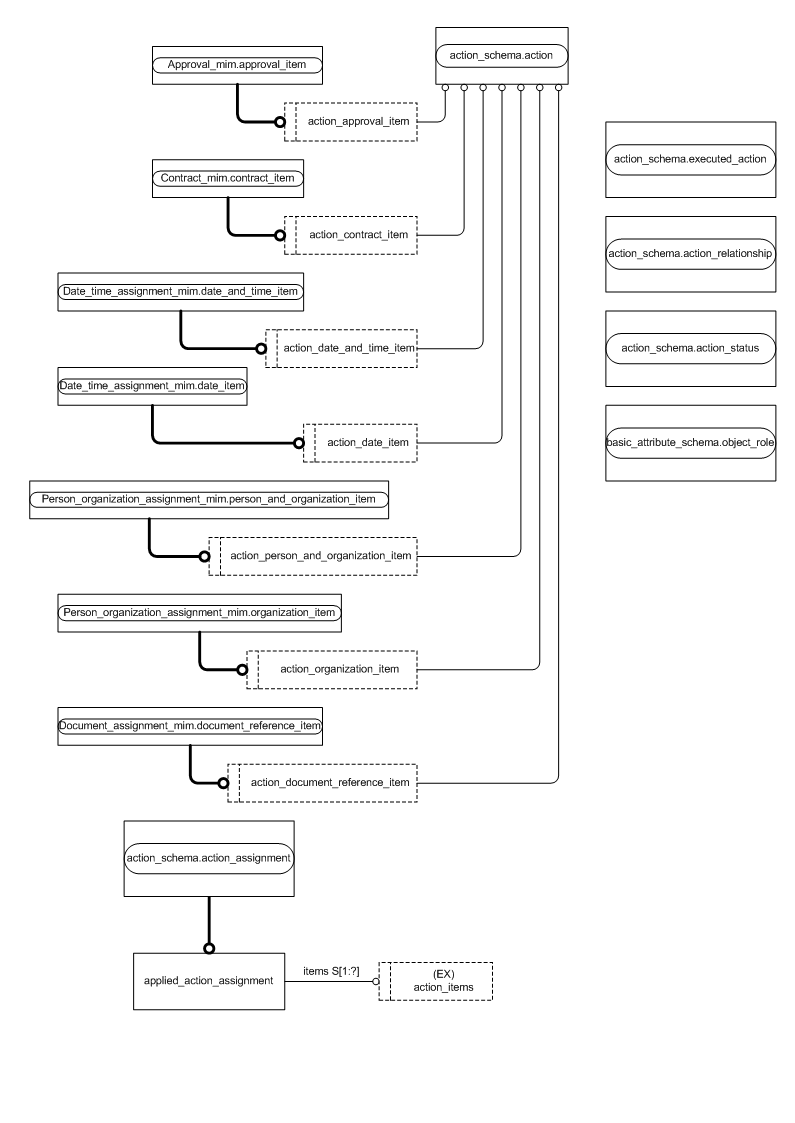 action_schema.action
Approval_mim.approval_item
action_approval_item
action_schema.executed_action
Contract_mim.contract_item
action_contract_item
action_schema.action_relationship
Date_time_assignment_mim.date_and_time_item
action_date_and_time_item
action_schema.action_status
Date_time_assignment_mim.date_item
action_date_item
basic_attribute_schema.object_role
Person_organization_assignment_mim.person_and_organization_item
action_person_and_organization_item
Person_organization_assignment_mim.organization_item
action_organization_item
Document_assignment_mim.document_reference_item
action_document_reference_item
action_schema.action_assignment
applied_action_assignment
items S[1:?]
(EX)
action_items